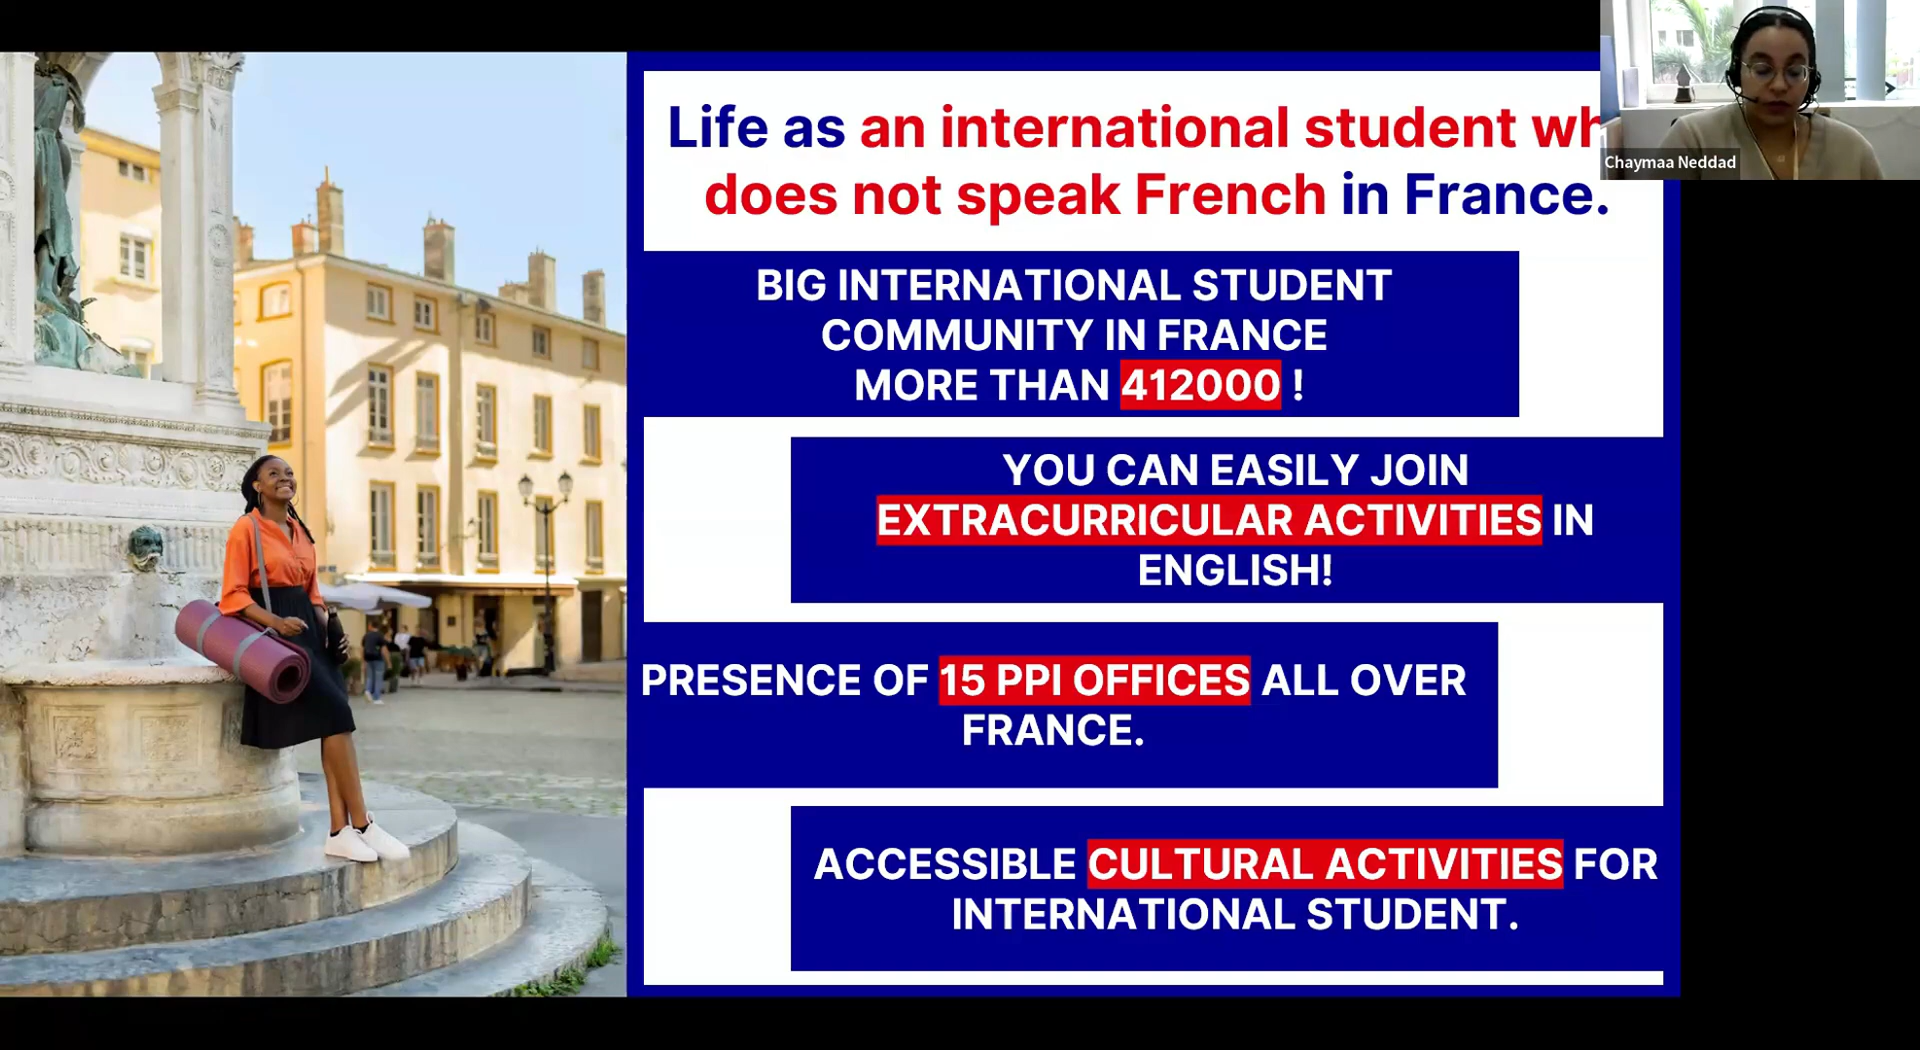 Life as an international student wh
does not speak French in France.
Chaymaa Neddad
BIG INTERNATIONAL STUDENT
COMMUNITY IN FRANCE
MORE THAN 412000 !
YOU CAN EASILY JOIN
EXTRACURRICULAR ACTIVITIES IN
ENGLISH!
PRESENCE OF 15 PPI OFFICES ALL OVER
FRANCE.
ACCESSIBLE CULTURAL ACTIVITIES FOR
INTERNATIONAL STUDENT.